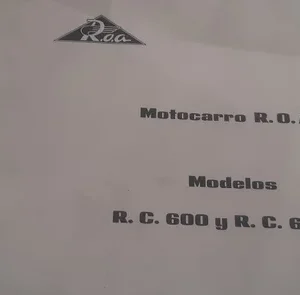 R.o.a.
Motocarro R. O.
Modelos
R. C. 600 y R. C. 6